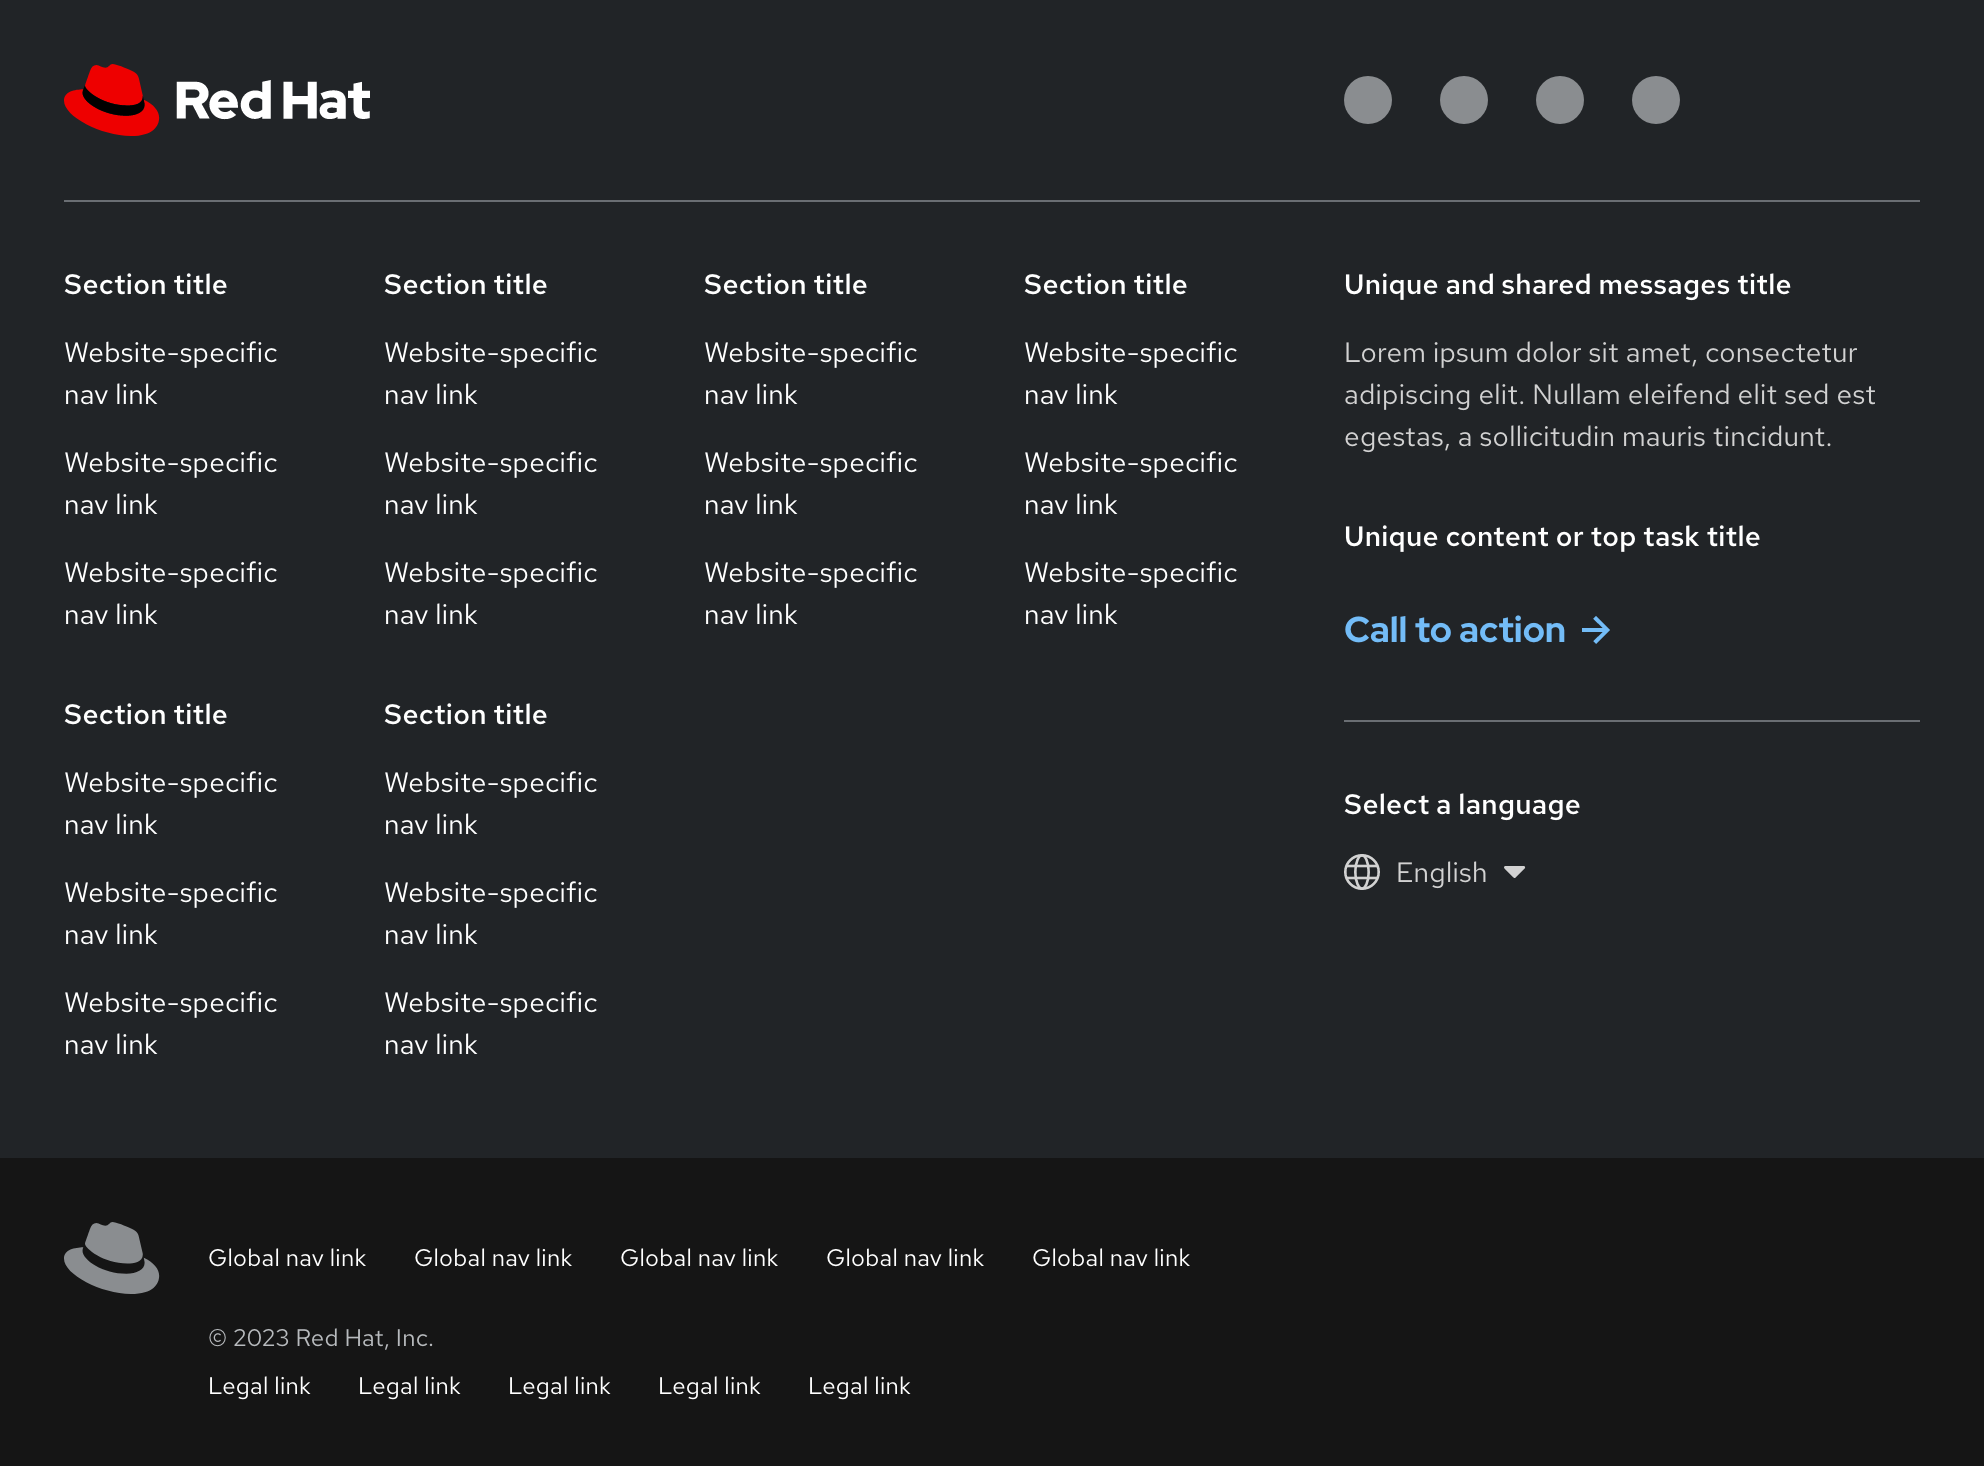 Red Hat
Section title
Website-specific
nav link
Website-specific
nav link
Website-specific
nav link
Section title
Website-specific
nav link
Website-specific
nav link
Website-specific
nav link
Section title
Website-specific
nav link
Website-specific
nav link
Website-specific
nav link
Section title
Website-specific
nav link
Website-specific
nav link
Website-specific
nav link
Section title
Website-specific
nav link
Website-specific
nav link
Website-specific
nav link
Section title
Website-specific
nav link
Website-specific
nav link
Website-specific
nav link
Unique and shared messages title
Lorem ipsum dolor sit amet, consectetur
adipiscing elit. Nullam eleifend elit sed est
egestas, a sollicitudin mauris tincidunt.
Unique content or top task title
Call to action
Select a language
English
Global nav link Global nav link Global nav link Global nav link Global nav link
© 2023 Red Hat, Inc.
Legal link Legal link Legal link Legal link Legal link